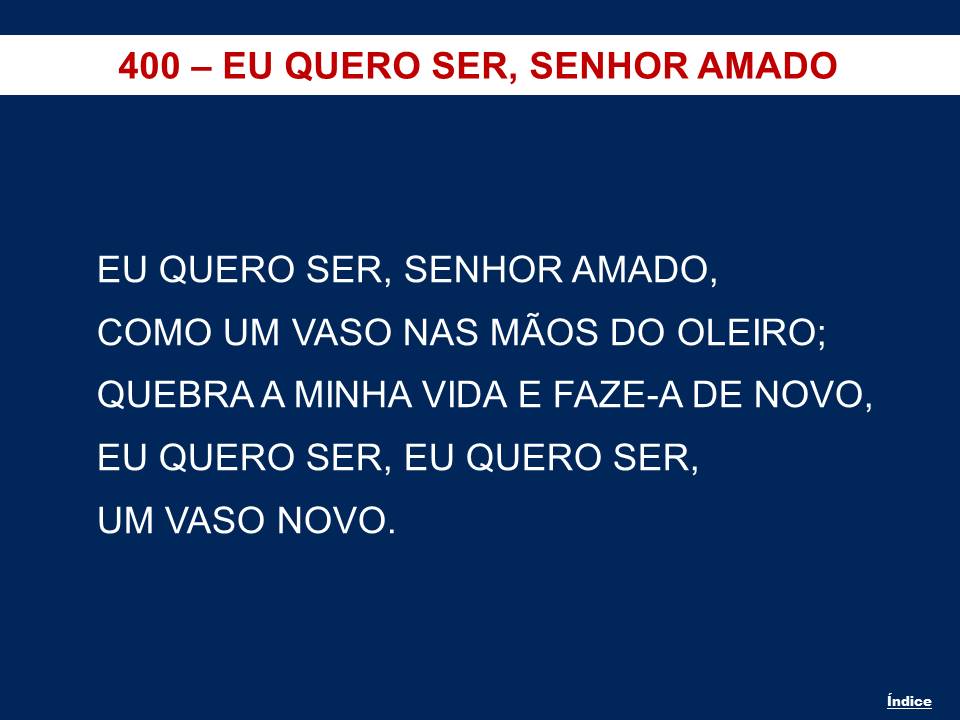 400 – EU QUERO SER, SENHOR AMADO
EU QUERO SER, SENHOR AMADO,
COMO UM VASO NAS MÃOS DO OLEIRO;
QUEBRA A MINHA VIDA E FAZE-A DE NOVO,
EU QUERO SER, EU QUERO SER,
UM VASO NOVO.
Índice